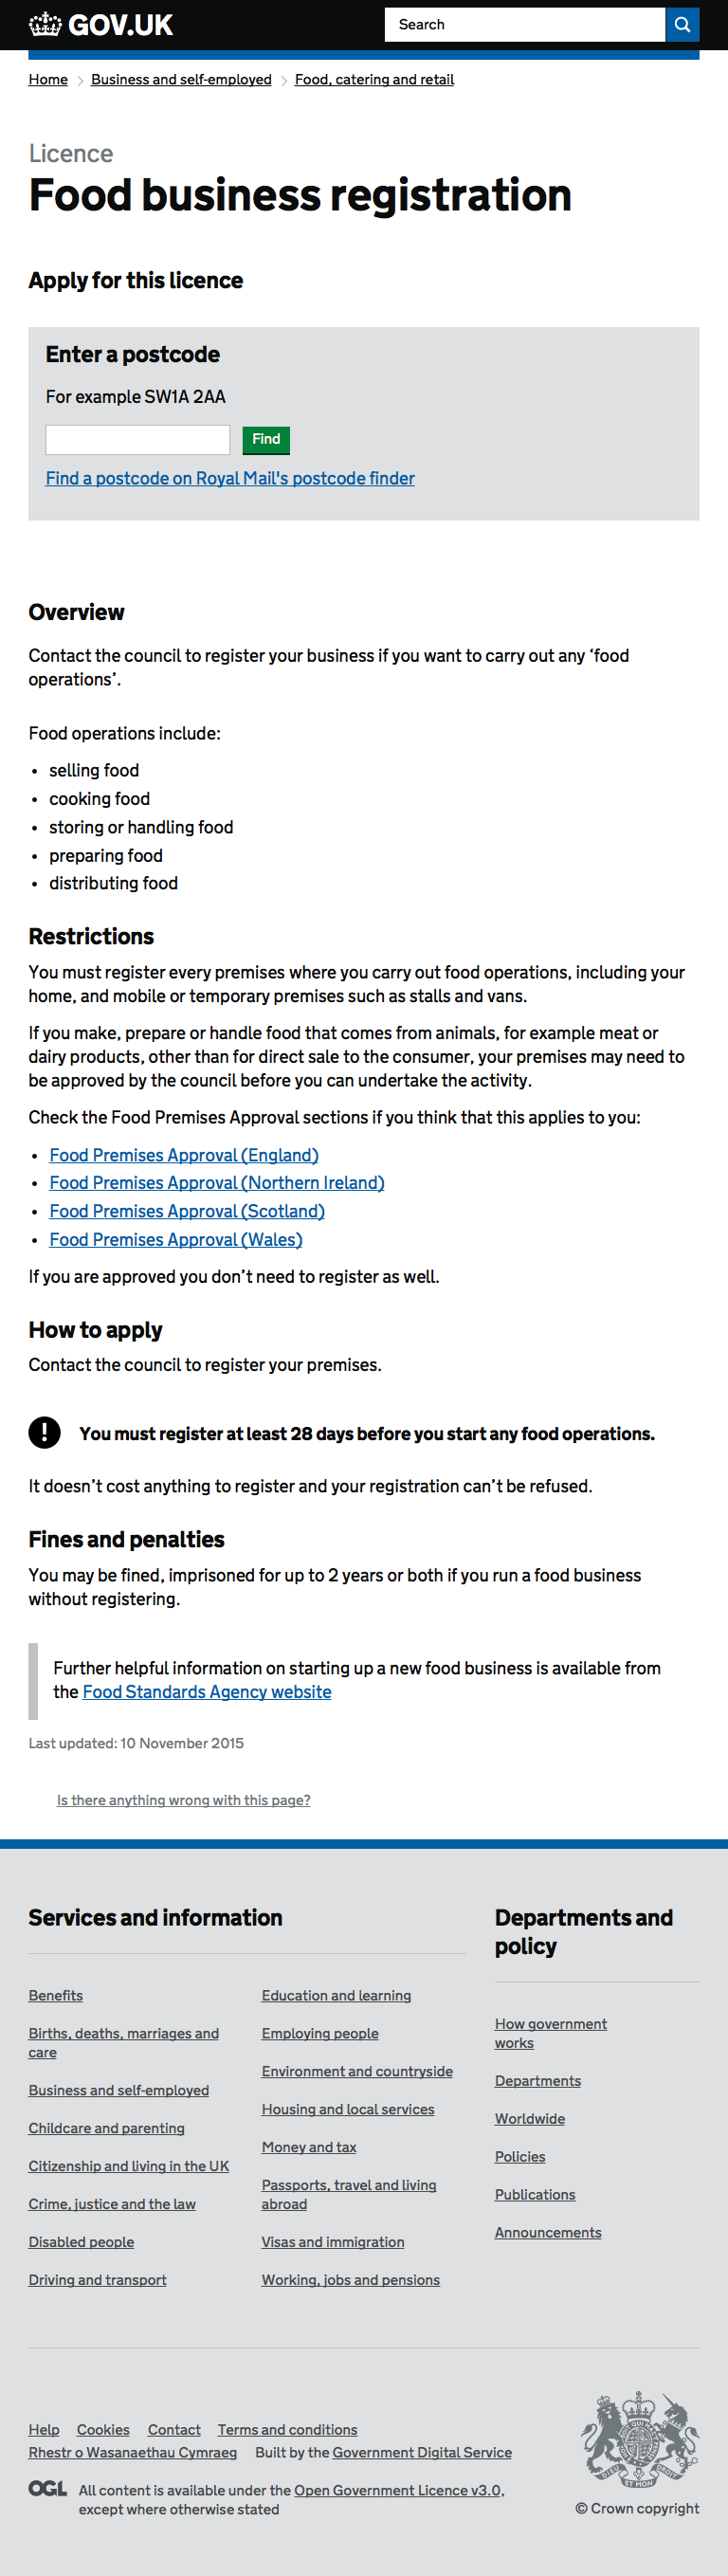 GOV.UK
Search
Home
Business and self-employed
Food, catering and retail
Licence
Food business registration
Apply for this licence
Enter a postcode
For example SW1A 2AA
Find
Find a postcode on Royal Mail's postcode finder
Overview
Contact the council to register your business if you want to carry out any ‘food
operations’.
Food operations include:
• selling food
• cooking food
• storing or handling food
• preparing food
• distributing food
Restrictions
You must register every premises where you carry out food operations, including your
home, and mobile or temporary premises such as stalls and vans.
If you make, prepare or handle food that comes from animals, for example meat or
dairy products, other than for direct sale to the consumer, your premises may need to
be approved by the council before you can undertake the activity.
Check the Food Premises Approval sections if you think that this applies to you:
• Food Premises Approval (England)
• Food Premises Approval (Northern Ireland)
• Food Premises Approval (Scotland)
• Food Premises Approval (Wales)
If you are approved you don’t need to register as well.
How to apply
Contact the council to register your premises.
! You must register at least 28 days before you start any food operations.
It doesn’t cost anything to register and your registration can’t be refused.
Fines and penalties
You may be fined, imprisoned for up to 2 years or both if you run a food business
without registering.
Further helpful information on starting up a new food business is available from
the Food Standards Agency website
Last updated: 10 November 2015
Is there anything wrong with this page?
Services and information
Benefits
Births, deaths, marriages and
care
Business and self-employed
Childcare and parenting
Citizenship and living in the UK
Crime, justice and the law
Disabled people
Driving and transport
Education and learning
Employing people
Environment and countryside
Housing and local services
Money and tax
Passports, travel and living
abroad
Visas and immigration
Working, jobs and pensions
Departments and
policy
How government
works
Departments
Worldwide
Policies
Publications
Announcements
Help Cookies Contact Terms and conditions
Rhestr o Wasanaethau Cymraeg Built by the Government Digital Service
OGL All content is available under the Open Government Licence v3.0,
except where otherwise stated
DIEU ET MON DROIT
© Crown copyright